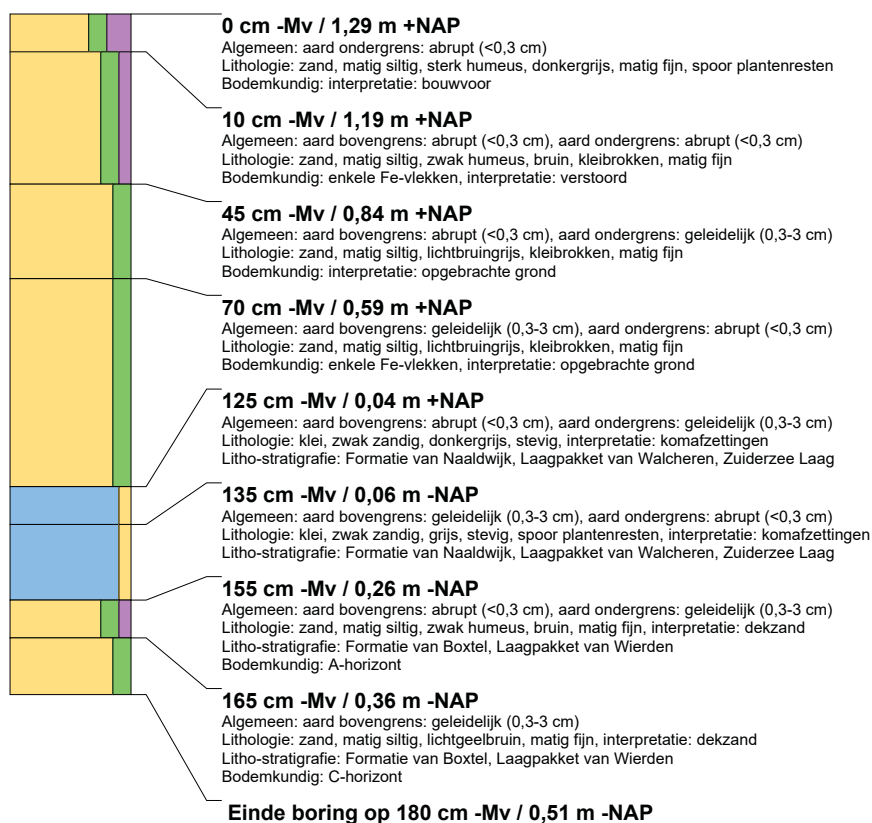 0 cm -Mv / 1,29 m +NAP
Algemeen: aard ondergrens: abrupt (<0,3 cm)
Lithologie: zand, matig siltig, sterk humeus, donkergrijs, matig fijn, spoor plantenresten
Bodemkundig: interpretatie: bouwvoor
10 cm -Mv / 1,19 m +NAP
Algemeen: aard bovengrens: abrupt (<0,3 cm), aard ondergrens: abrupt (<0,3 cm)
Lithologie: zand, matig siltig, zwak humeus, bruin, kleibrokken, matig fijn
Bodemkundig: enkele Fe-vlekken, interpretatie: verstoord
45 cm -Mv / 0,84 m +NAP
Algemeen: aard bovengrens: abrupt (<0,3 cm), aard ondergrens: geleidelijk (0,3-3 cm)
Lithologie: zand, matig siltig, lichtbruingrijs, kleibrokken, matig fijn
Bodemkundig: interpretatie: opgebrachte grond
70 cm -Mv / 0,59 m +NAP
Algemeen: aard bovengrens: geleidelijk (0,3-3 cm), aard ondergrens: abrupt (<0,3 cm)
Lithologie: zand, matig siltig, lichtbruingrijs, kleibrokken, matig fijn
Bodemkundig: enkele Fe-vlekken, interpretatie: opgebrachte grond
125 cm -Mv / 0,04 m +NAP
Algemeen: aard bovengrens: abrupt (<0,3 cm), aard ondergrens: geleidelijk (0,3-3 cm)
Lithologie: klei, zwak zandig, donkergrijs, stevig, interpretatie: komafzettingen
Litho-stratigrafie: Formatie van Naaldwijk, Laagpakket van Walcheren, Zuiderzee Laag
135 cm -Mv / 0,06 m -NAP
Algemeen: aard bovengrens: geleidelijk (0,3-3 cm), aard ondergrens: abrupt (<0,3 cm)
Lithologie: klei, zwak zandig, grijs, stevig, spoor plantenresten, interpretatie: komafzettingen
Litho-stratigrafie: Formatie van Naaldwijk, Laagpakket van Walcheren, Zuiderzee Laag
155 cm -Mv / 0,26 m -NAP
Algemeen: aard bovengrens: abrupt (<0,3 cm), aard ondergrens: geleidelijk (0,3-3 cm)
Lithologie: zand, matig siltig, zwak humeus, bruin, matig fijn, interpretatie: dekzand
Litho-stratigrafie: Formatie van Boxtel, Laagpakket van Wierden
Bodemkundig: A-horizont
165 cm -Mv / 0,36 m -NAP
Algemeen: aard bovengrens: geleidelijk (0,3-3 cm)
Lithologie: zand, matig siltig, lichtgeelbruin, matig fijn, interpretatie: dekzand
Litho-stratigrafie: Formatie van Boxtel, Laagpakket van Wierden
Bodemkundig: C-horizont
Einde boring op 180 cm -Mv / 0,51 m -NAP